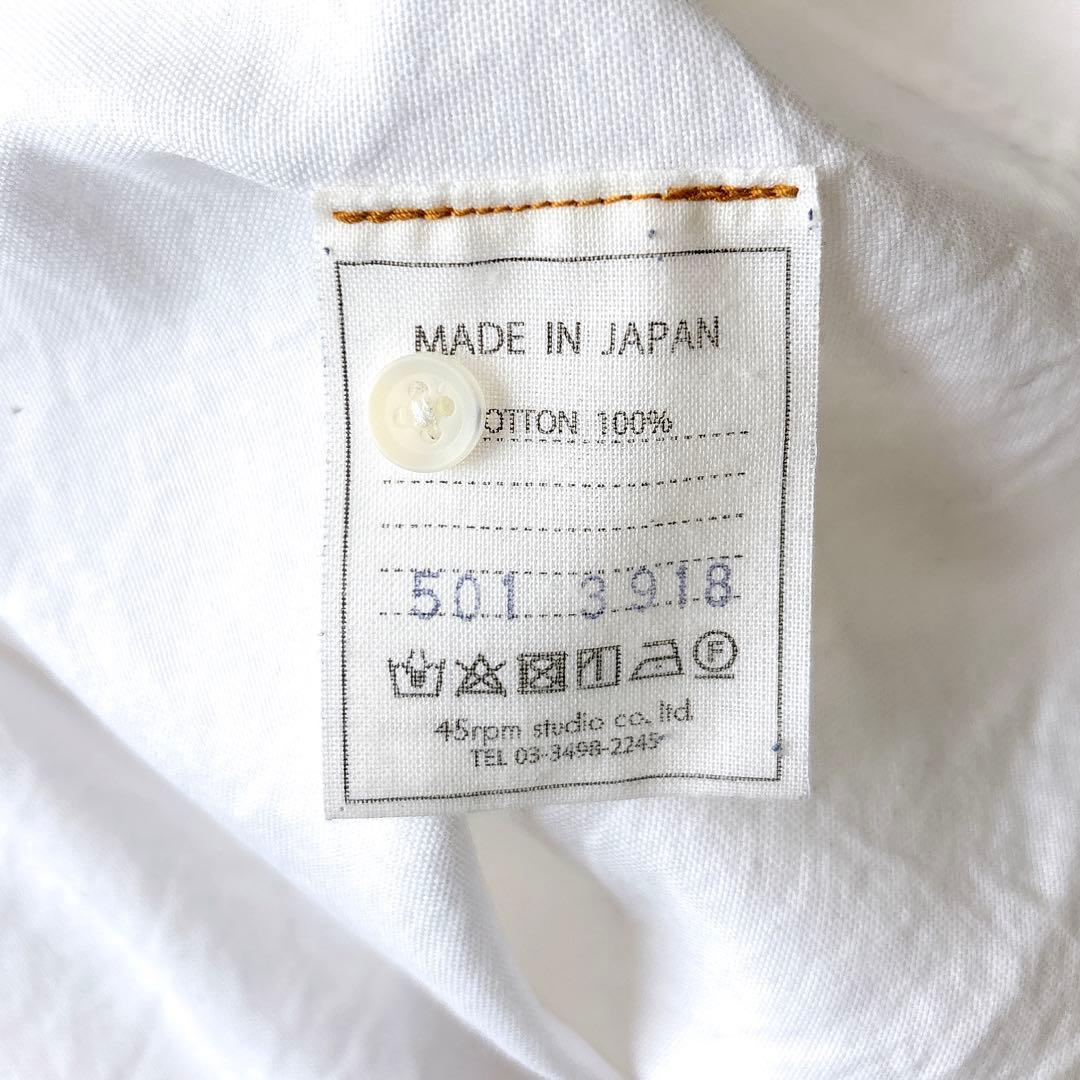 MADE IN JAPAN
OTTON 100%
501 3918
F
45rpm studio co., ltd.
TEL 03-3498-2245